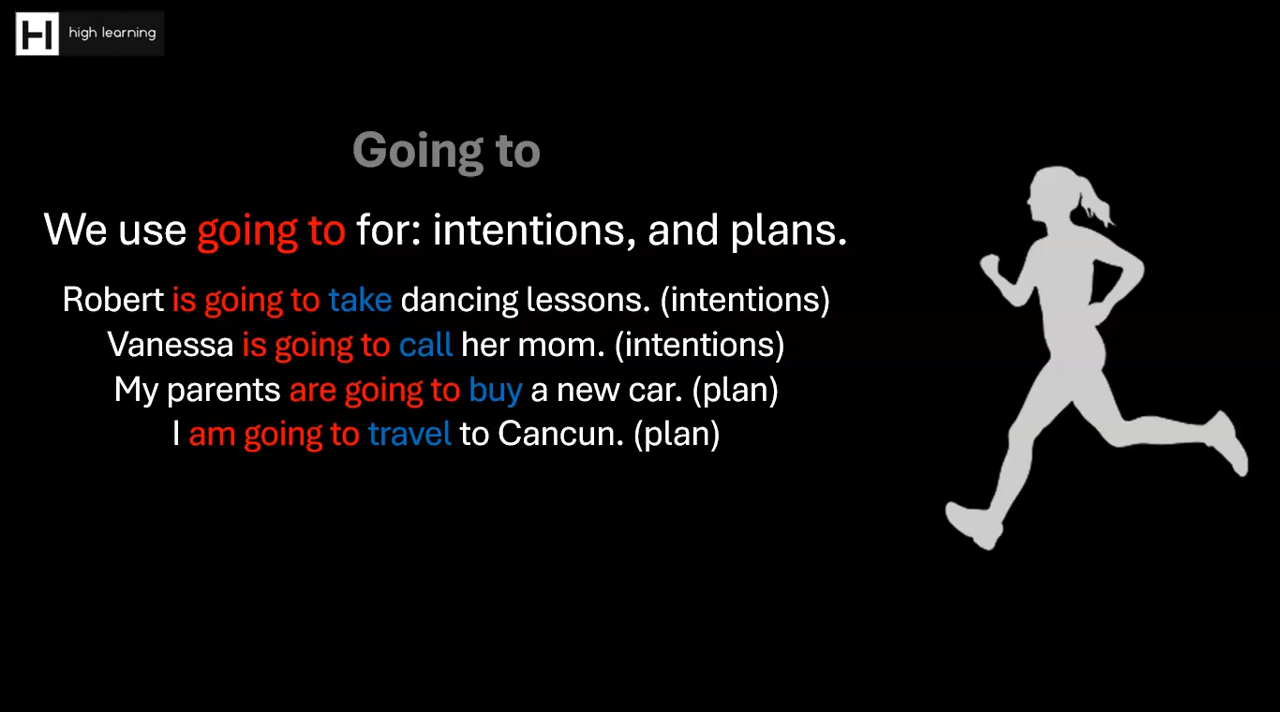 high learning
Going to
We use going to for: intentions, and plans.
Robert is going to take dancing lessons. (intentions)
Vanessa is going to call her mom. (intentions)
My parents are going to buy a new car. (plan)
I am going to travel to Cancun. (plan)